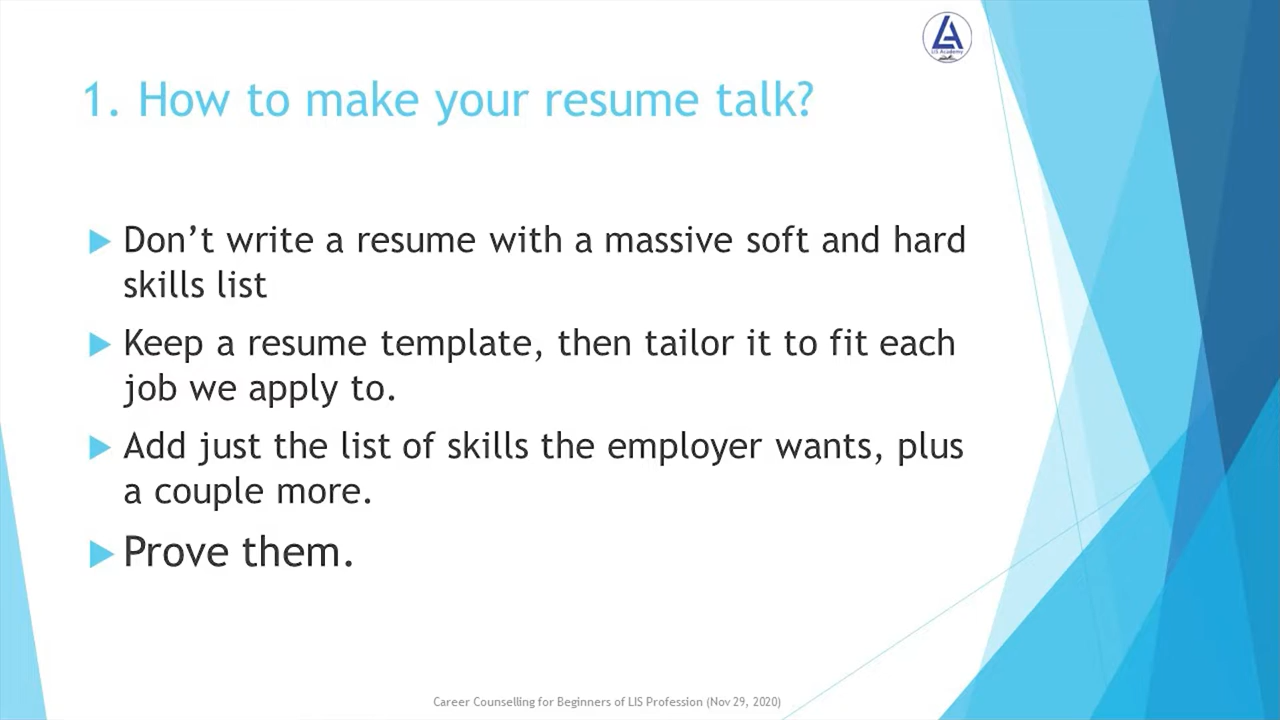 LIS Academy
1. How to make your resume talk?
Don’t write a resume with a massive soft and hard
skills list
Keep a resume template, then tailor it to fit each
job we apply to.
Add just the list of skills the employer wants, plus
a couple more.
Prove them.
Career Counselling for Beginners of LIS Profession (Nov 29, 2020)